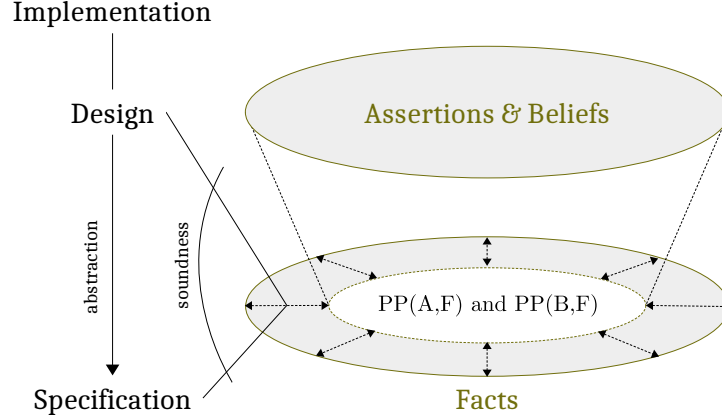 Implementation
Design
Assertions & Beliefs
abstraction
soundness
PP(A,F) and PP(B,F)
Specification
Facts